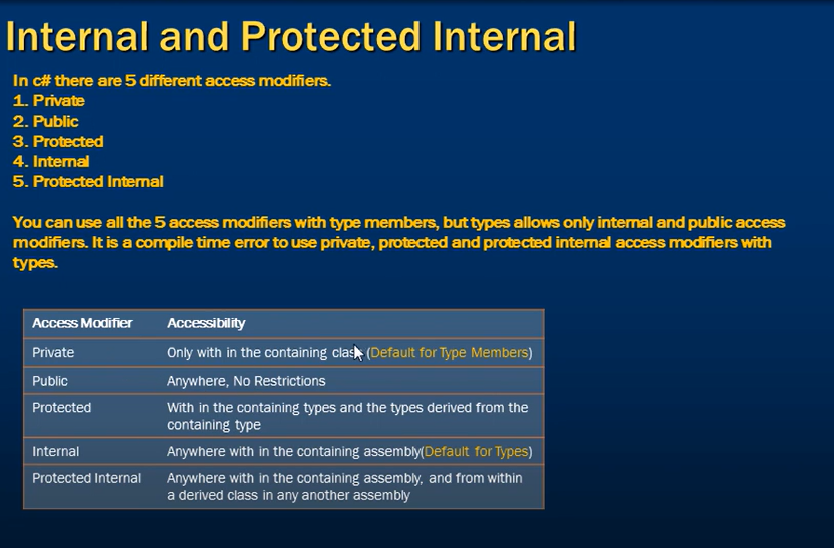 Internal and Protected Internal
In c# there are 5 different access modifiers.
1. Private
2. Public
3. Protected
4. Internal
5. Protected Internal
You can use all the 5 access modifiers with type members, but types allows only internal and public access
modifiers. It is a compile time error to use private, protected and protected internal access modifiers with
types.
Access Modifier Accessibility
Private Only with in the containing class (Default for Type Members)
Public Anywhere, No Restrictions
Protected With in the containing types and the types derived from the
containing type
Internal Anywhere with in the containing assembly(Default for Types)
Protected Internal Anywhere with in the containing assembly, and from within
a derived class in any another assembly